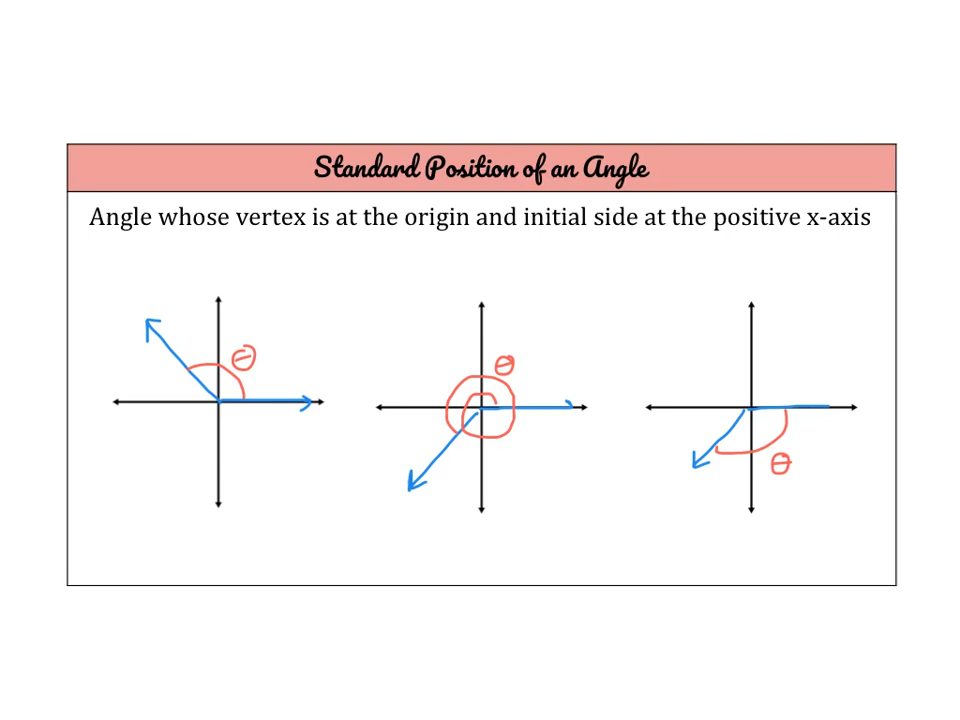 Standard Position of an Angle
Angle whose vertex is at the origin and initial side at the positive x-axis
θ
θ
θ